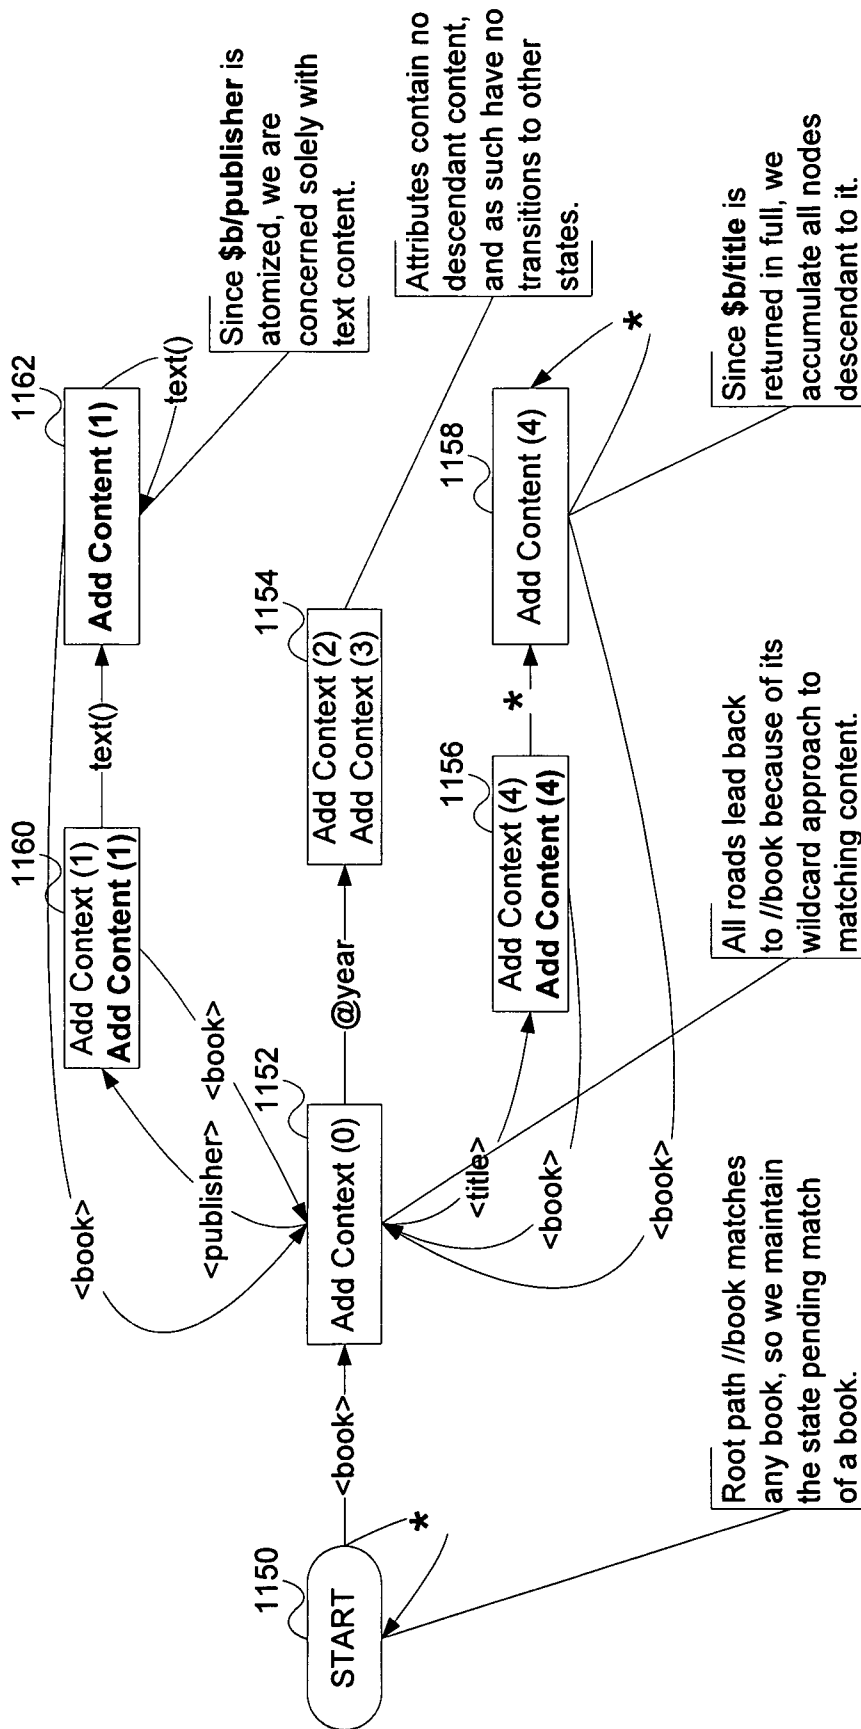 1162
Add Content (1)
text()
Since $b/publisher is
atomized, we are
concerned solely with
text content.
text()
1160
Add Context (1)
Add Content (1)
<book>
<publisher>
<book>
1150
START
*
<book>
1152
Add Context (0)
@year
1154
Add Context (2)
Add Context (3)
Attributes contain no
descendant content,
and as such have no
transitions to other
states.
<title>
<book>
<book>
1156
Add Context (4)
Add Content (4)
*
1158
Add Content (4)
*
Root path //book matches
any book, so we maintain
the state pending match
of a book.
All roads lead back
to //book because of its
wildcard approach to
matching content.
Since $b/title is
returned in full, we
accumulate all nodes
descendant to it.